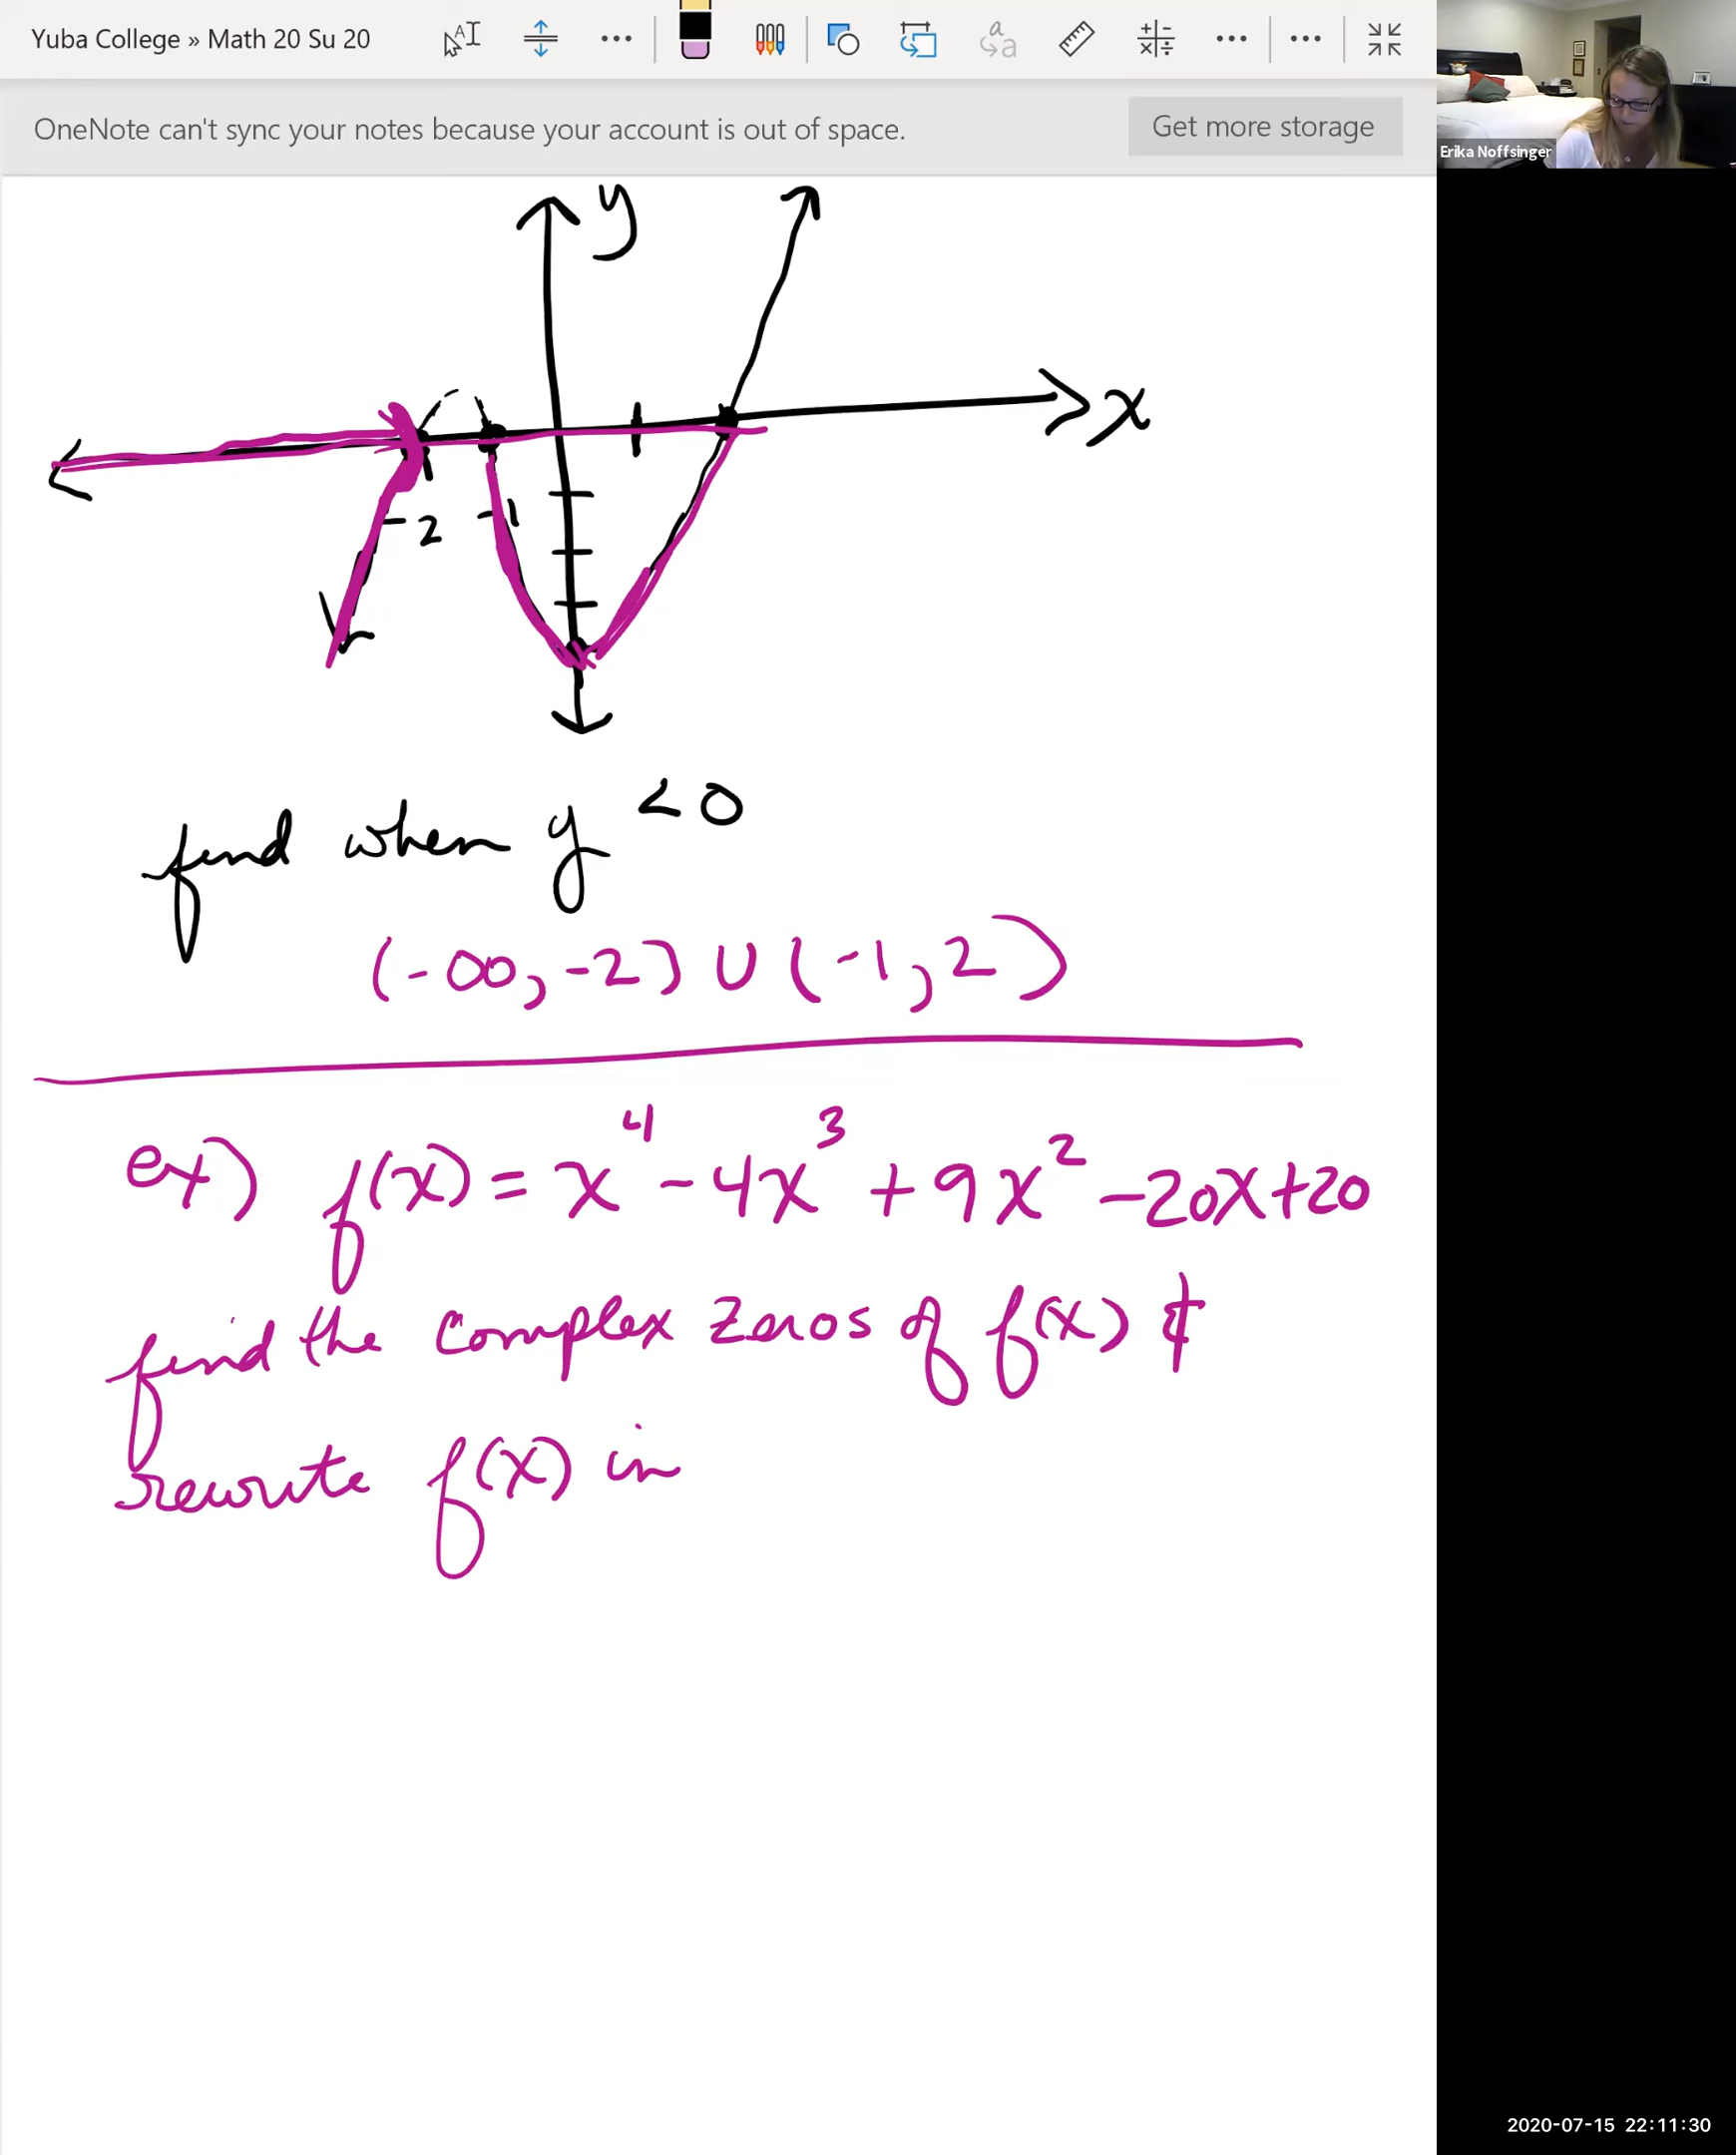 Yuba College » Math 20 Su 20
OneNote can't sync your notes because your account is out of space.
Get more storage
Erika Noffsinger
y
x
-2
-1
find when y < 0
(-∞, -2) ∪ (-1, 2)
ex) f(x) = x⁴ - 4x³ + 9x² - 20x + 20
find the complex zeros of f(x) &
rewrite f(x) in
2020-07-15 22:11:30